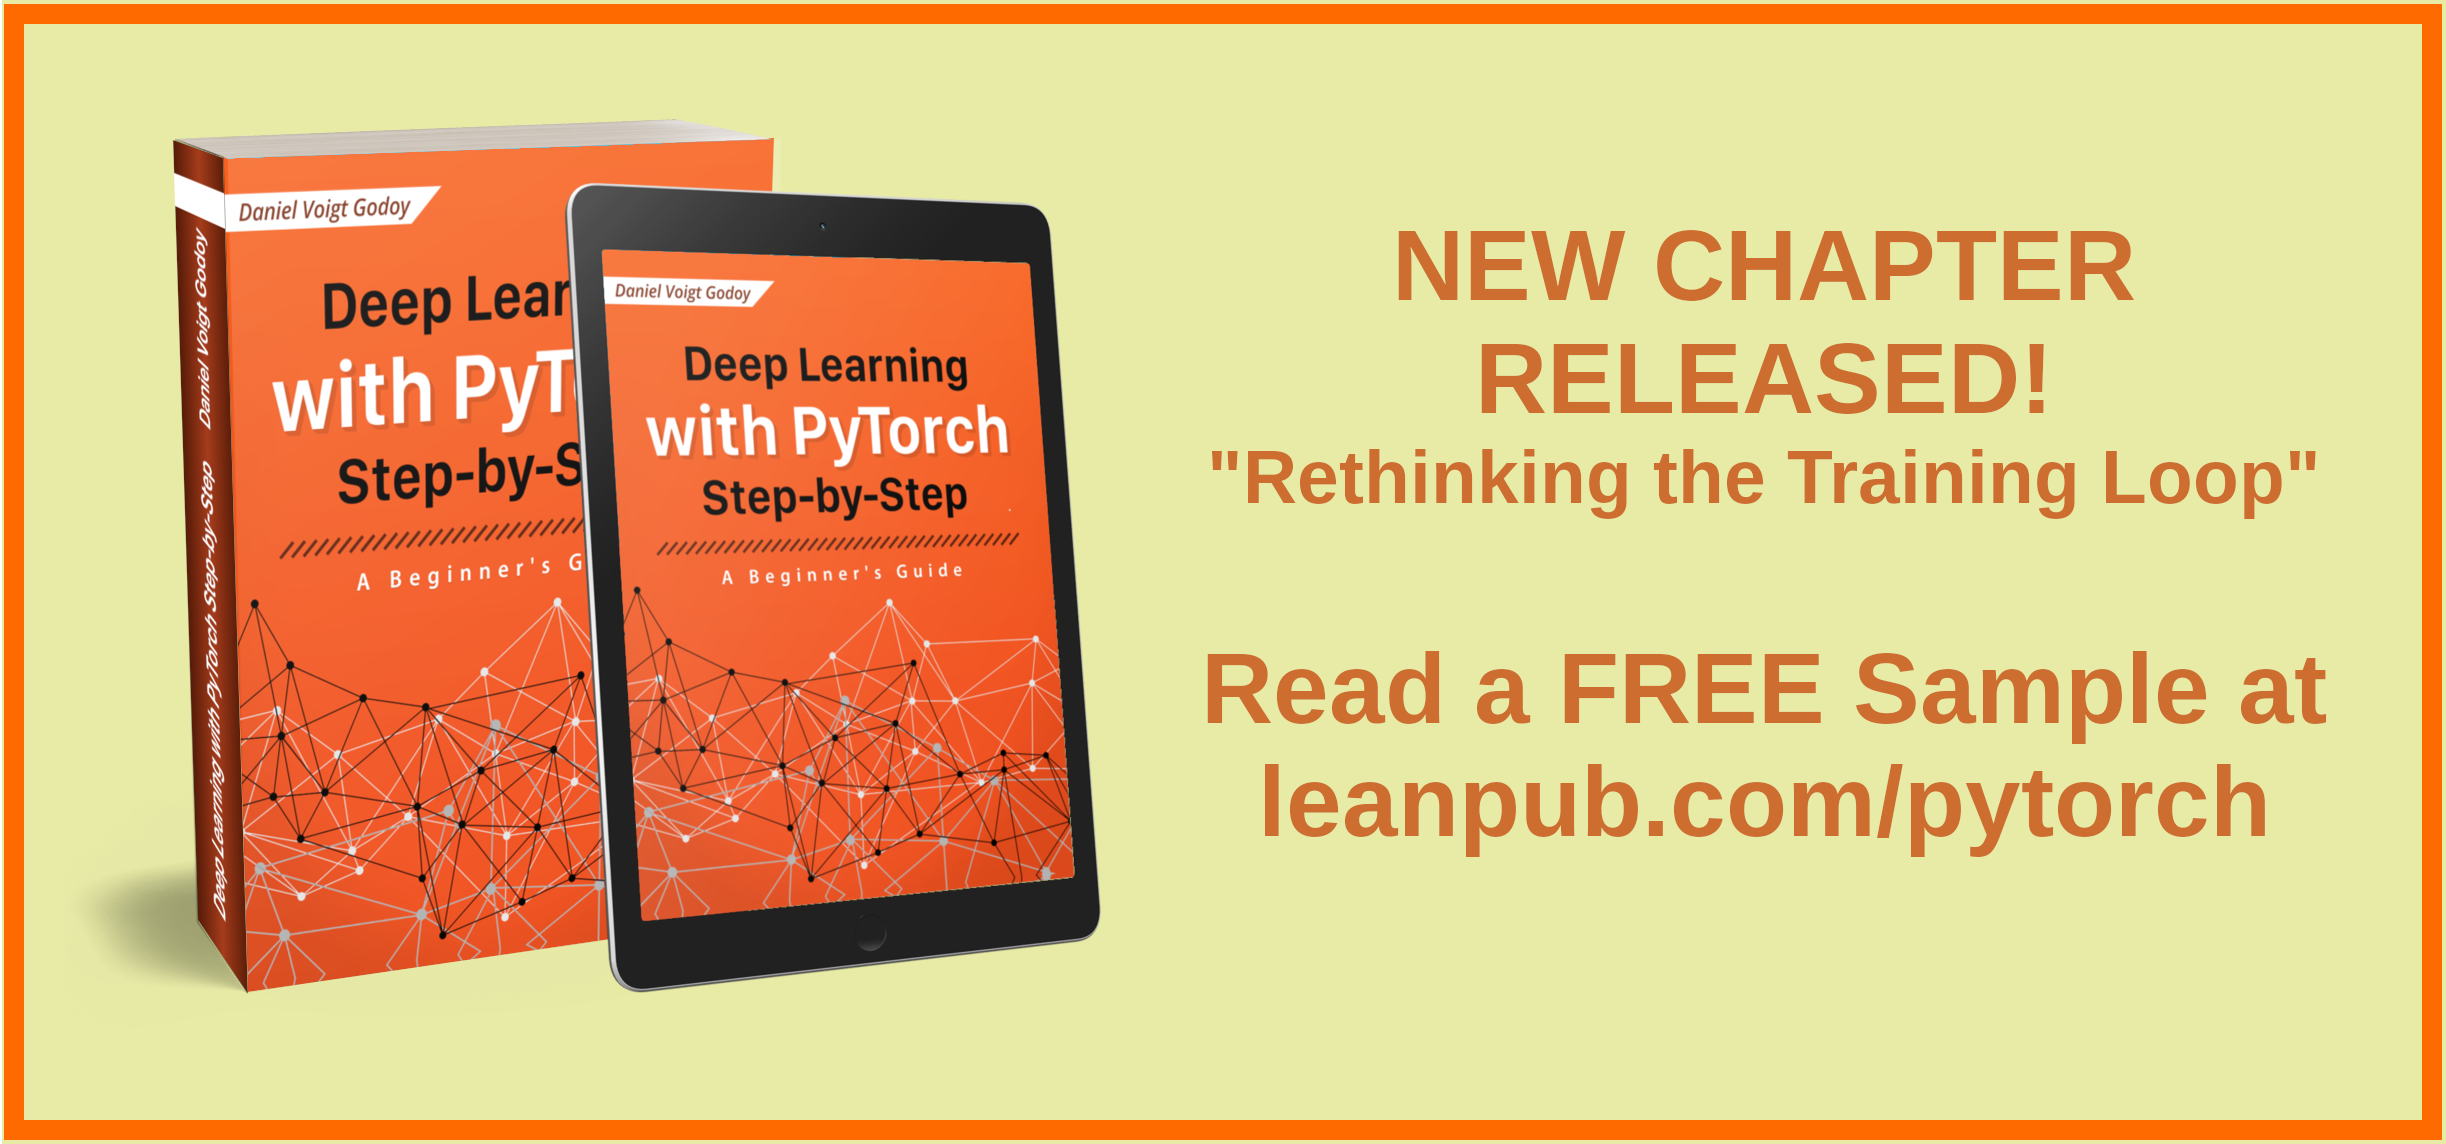 Daniel Voigt Godoy
Deep Lear
with PyT
Step-by-S
A Beginner's G
Deep Learning with PyTorch Step-by-Step Daniel Voigt Godoy
Daniel Voigt Godoy
Deep Learning
with PyTorch
Step-by-Step
A Beginner's Guide
NEW CHAPTER
RELEASED!
"Rethinking the Training Loop"
Read a FREE Sample at
leanpub.com/pytorch